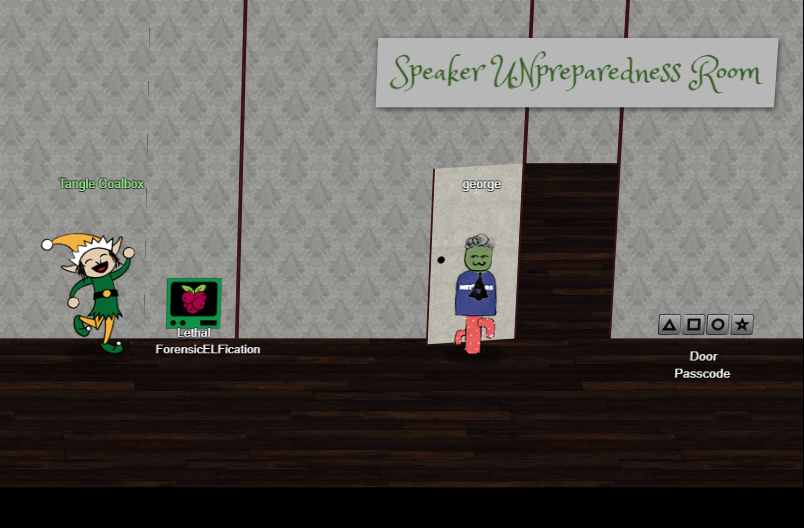 Speaker UNpreparedness Room
Tangle Coalbox
george
Lethal
ForensicELFication
Door
Passcode